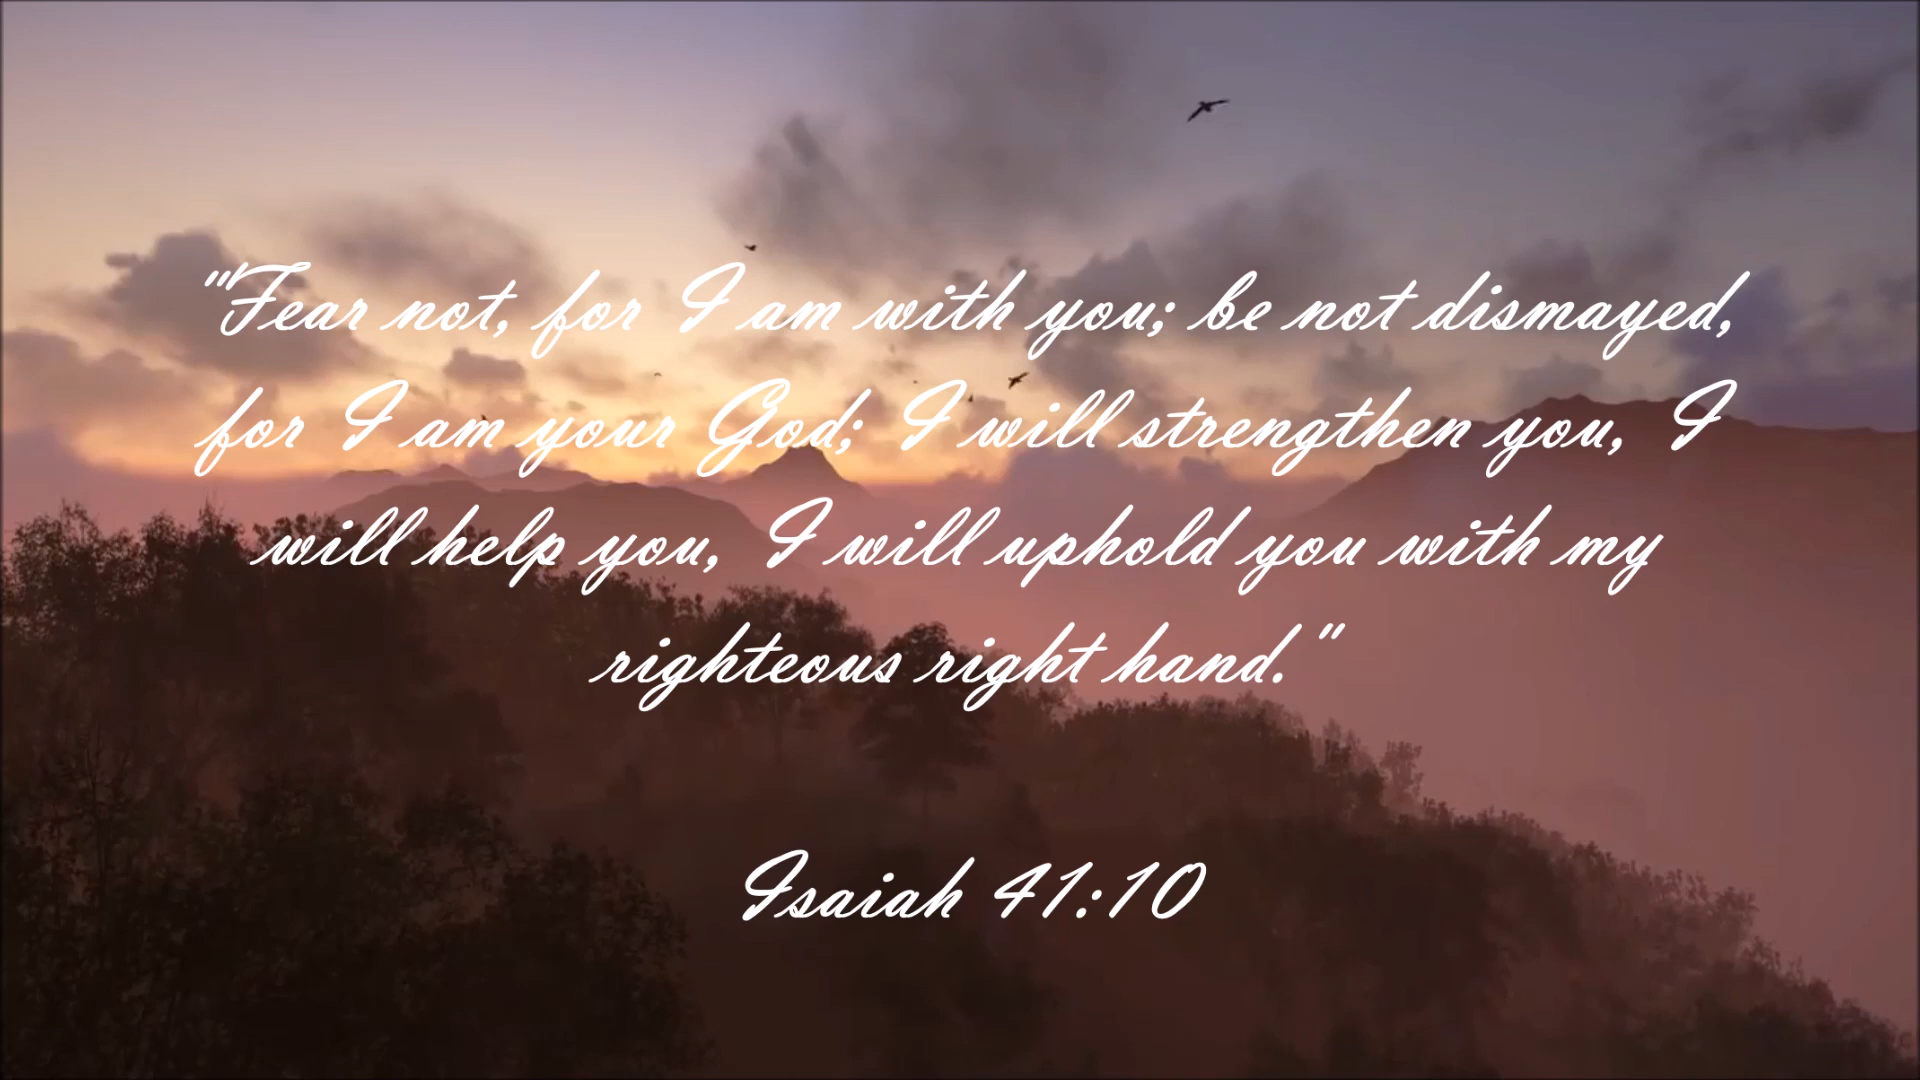 "Fear not, for I am with you; be not dismayed,
for I am your God; I will strengthen you, I
will help you, I will uphold you with my
righteous right hand."
Isaiah 41:10